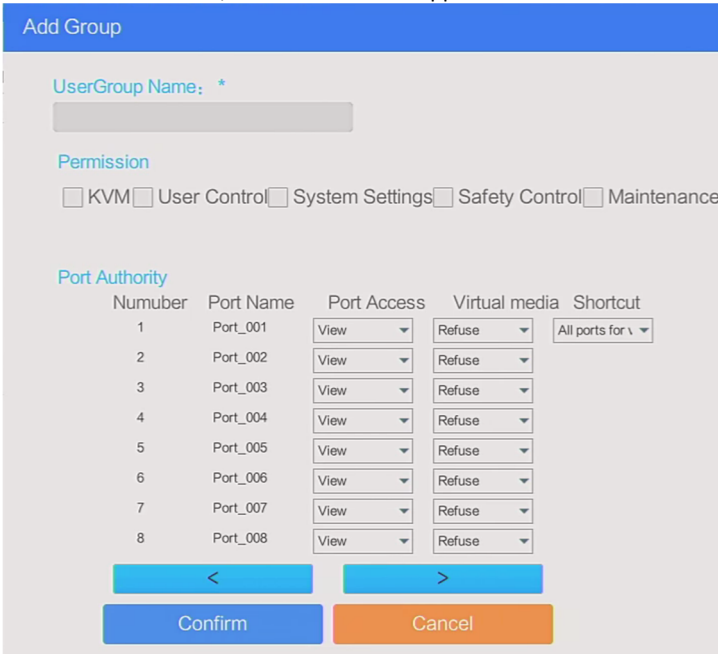 Add Group
UserGroup Name： *
Permission
KVM User Control System Settings Safety Control Maintenance
Port Authority
Numuber Port Name Port Access Virtual media Shortcut
1 Port_001 View Refuse All ports for
2 Port_002 View Refuse
3 Port_003 View Refuse
4 Port_004 View Refuse
5 Port_005 View Refuse
6 Port_006 View Refuse
7 Port_007 View Refuse
8 Port_008 View Refuse
< >
Confirm Cancel